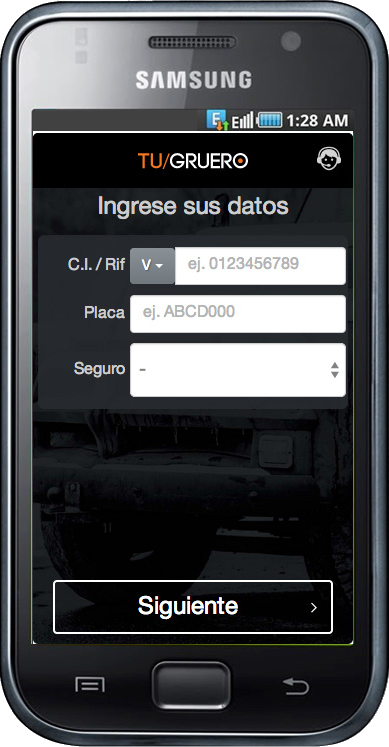 SAMSUNG
E 1:28 AM
TU/GRUERO
Ingrese sus datos
C.I. / Rif V ej. 0123456789
Placa ej. ABCD000
Seguro -
Siguiente >